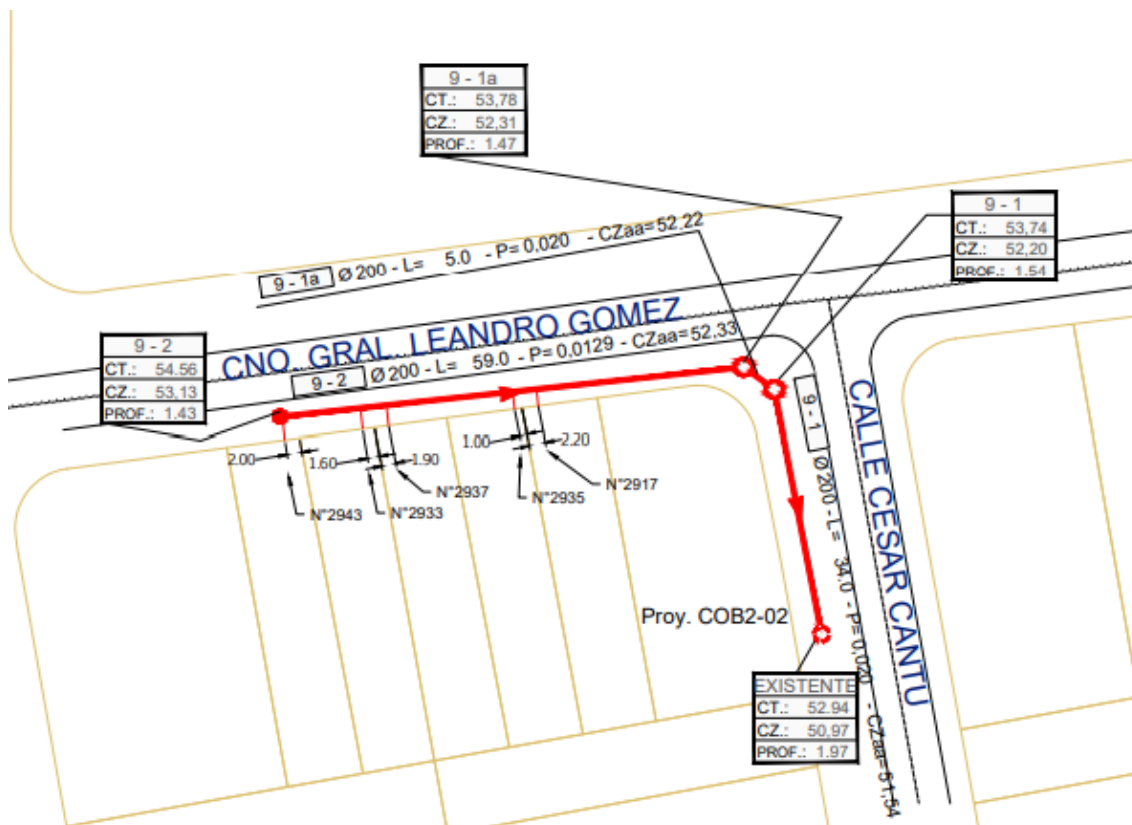 9 - 1a
CT.: 53,78
CZ.: 52,31
PROF.: 1.47
9 - 1
CT.: 53,74
CZ.: 52,20
PROF.: 1.54
9 - 1a Ø 200 - L= 5.0 - P= 0,020 - CZaa= 52.22
CNO. GRAL. LEANDRO GOMEZ
9 - 2
CT.: 54.56
CZ.: 53,13
PROF.: 1.43
9 - 2 Ø 200 - L= 59.0 - P= 0,0129 - CZaa= 52.33
9 - 1 Ø 200 - L= 34.0 - P= 0,020 - CZaa= 51,54
CALLE CESAR CANTU
2.00
1.60
1.90
1.00
2.20
N°2943
N°2933
N°2937
N°2935
N°2917
Proy. COB2-02
EXISTENTE
CT.: 52.94
CZ.: 50,97
PROF.: 1.97